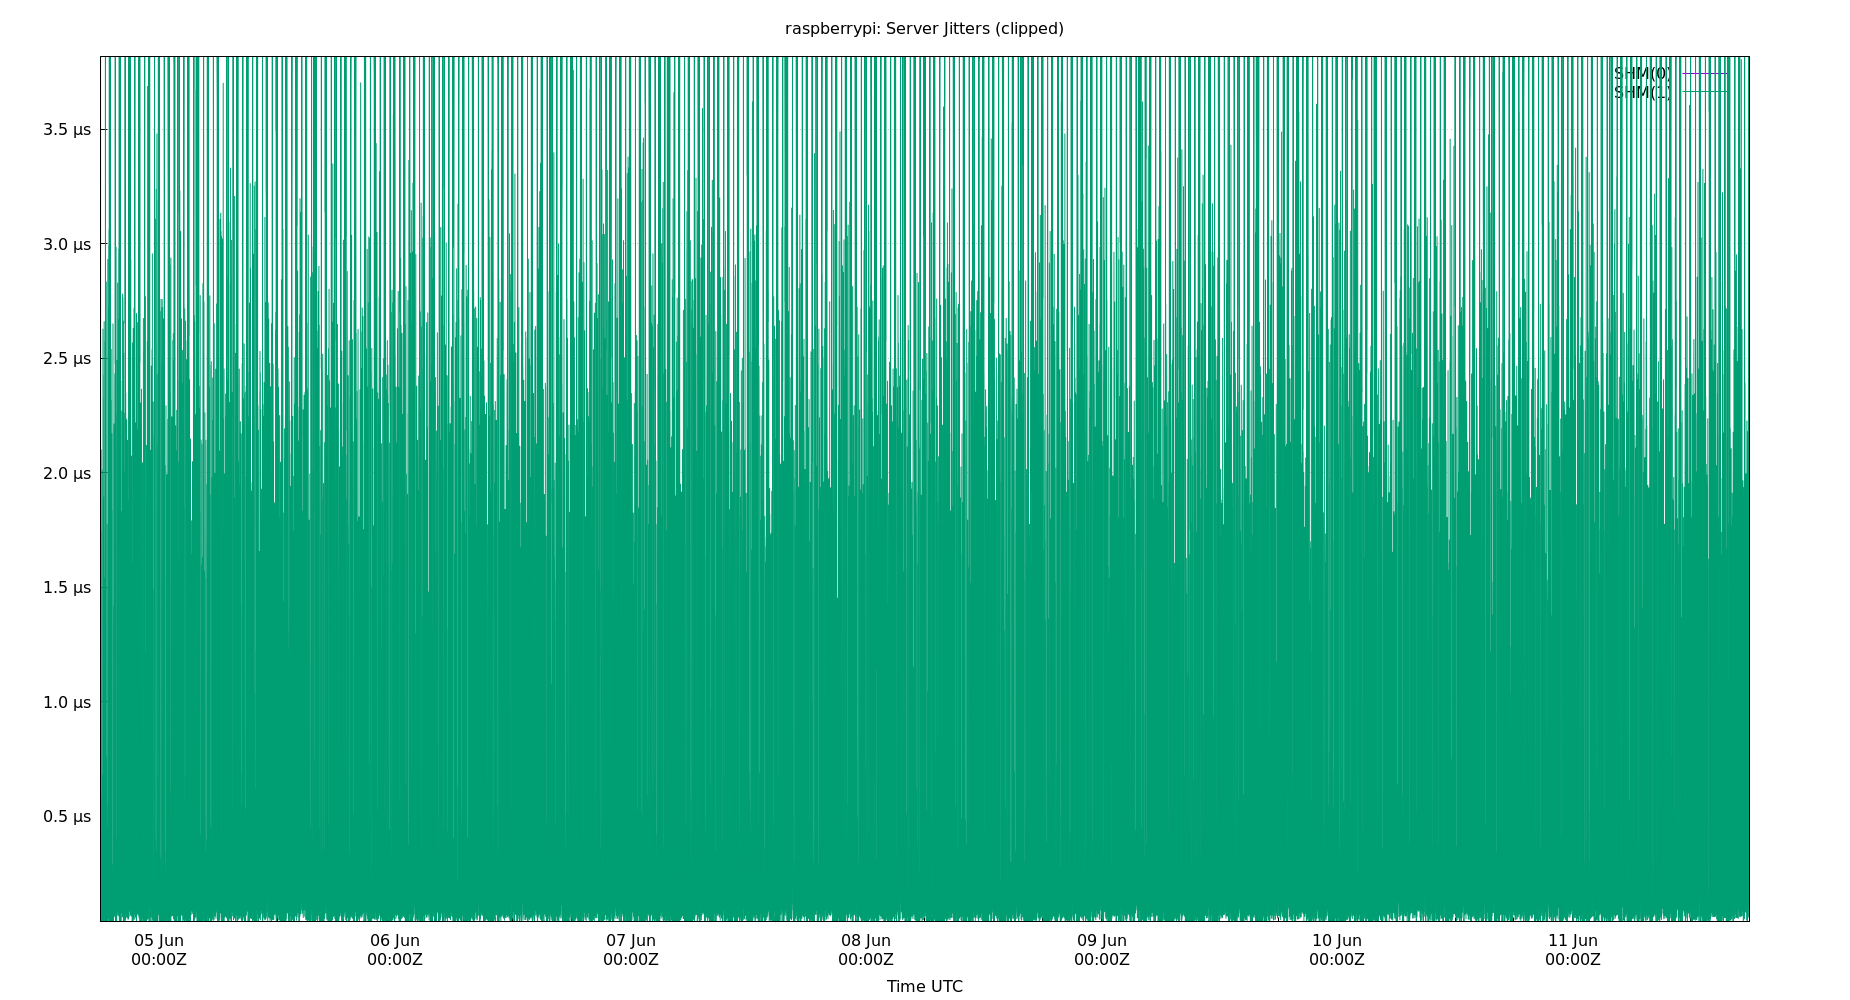 raspberrypi: Server Jitters (clipped)
SHM(0)
SHM(1)
3.5 µs
3.0 µs
2.5 µs
2.0 µs
1.5 µs
1.0 µs
0.5 µs
05 Jun 06 Jun 07 Jun 08 Jun 09 Jun 10 Jun 11 Jun
00:00Z 00:00Z 00:00Z 00:00Z 00:00Z 00:00Z 00:00Z
Time UTC